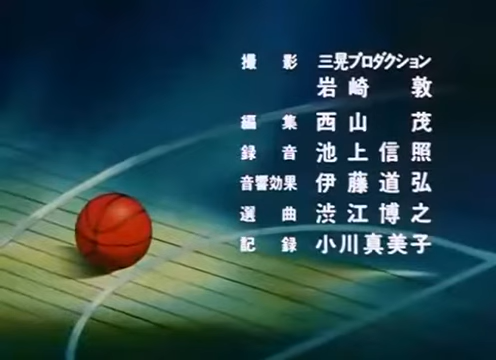 撮影 三晃プロダクション
岩崎敦
編集 西山茂
録音 池上信照
音響効果 伊藤道弘
選曲 渋江博之
記録 小川真美子